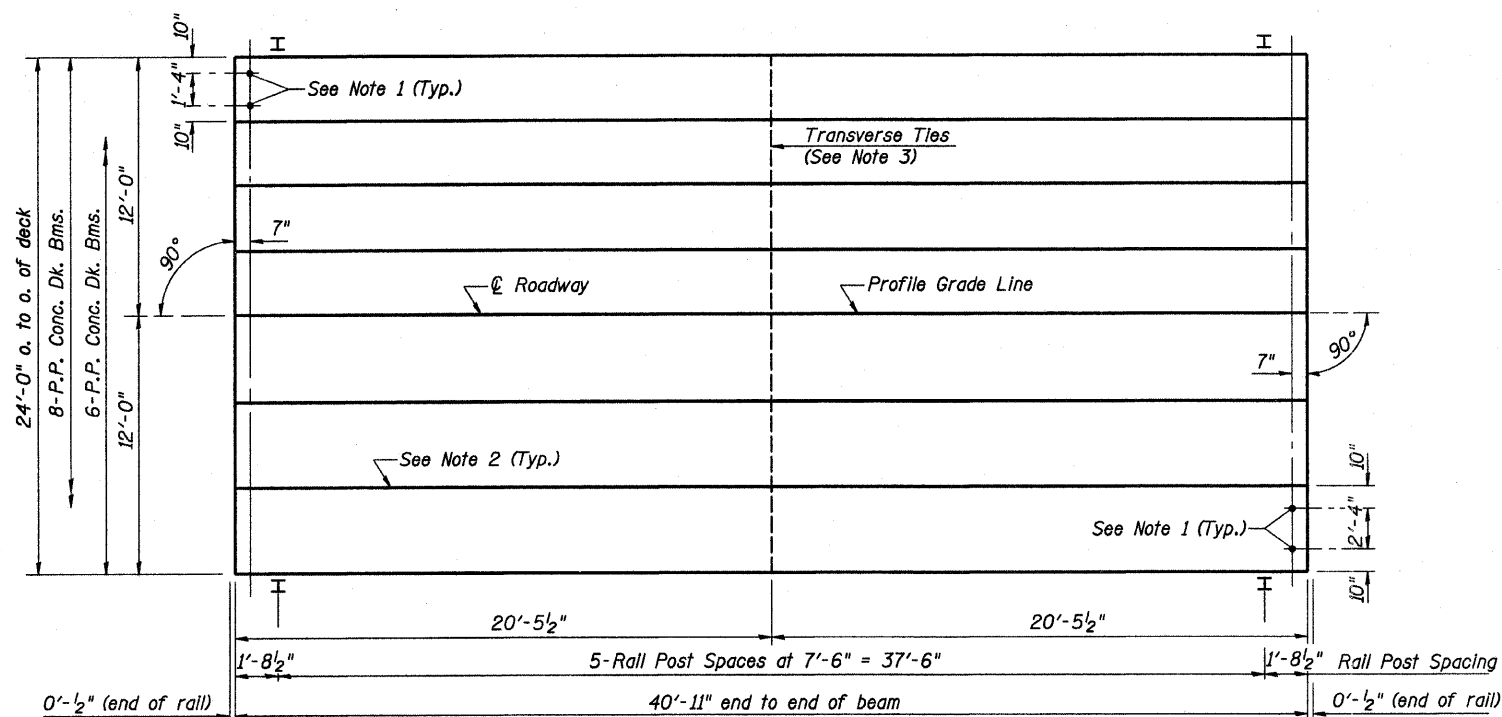 10"
1'-4"
10"
See Note 1 (Typ.)
Transverse Ties
(See Note 3)
24'-0" o. to o. of deck
8-P.P. Conc. Dk. Bms.
6-P.P. Conc. Dk. Bms.
12'-0"
12'-0"
90°
7"
℄ Roadway
Profile Grade Line
7"
90°
See Note 2 (Typ.)
See Note 1 (Typ.)
10"
2'-4"
10"
20'-5½"
20'-5½"
1'-8½"
5-Rail Post Spaces at 7'-6" = 37'-6"
1'-8½" Rail Post Spacing
0'-½" (end of rail)
40'-11" end to end of beam
0'-½" (end of rail)